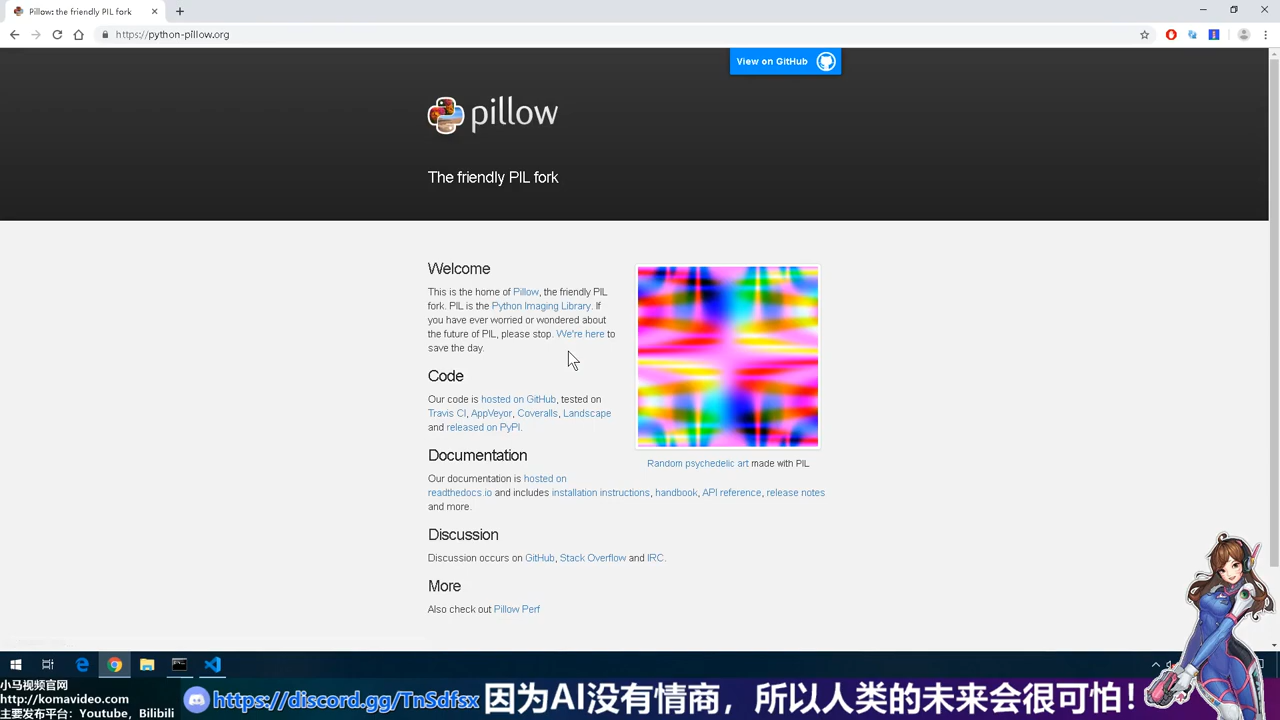 Pillow: the friendly PIL fork
https://python-pillow.org
View on GitHub
pillow
The friendly PIL fork
Welcome
This is the home of Pillow, the friendly PIL
fork. PIL is the Python Imaging Library. If
you have ever worried or wondered about
the future of PIL, please stop. We're here to
save the day.
Code
Our code is hosted on GitHub, tested on
Travis CI, AppVeyor, Coveralls, Landscape
and released on PyPI.
Random psychedelic art made with PIL
Documentation
Our documentation is hosted on
readthedocs.io and includes installation instructions, handbook, API reference, release notes
and more.
Discussion
Discussion occurs on GitHub, Stack Overflow and IRC.
More
Also check out Pillow Perf
小马视频官网
http://komavideo.com
主要发布平台：Youtube，Bilibili
https://discord.gg/TnSdfsx 因为AI没有情商，所以人类的未来会很可怕！